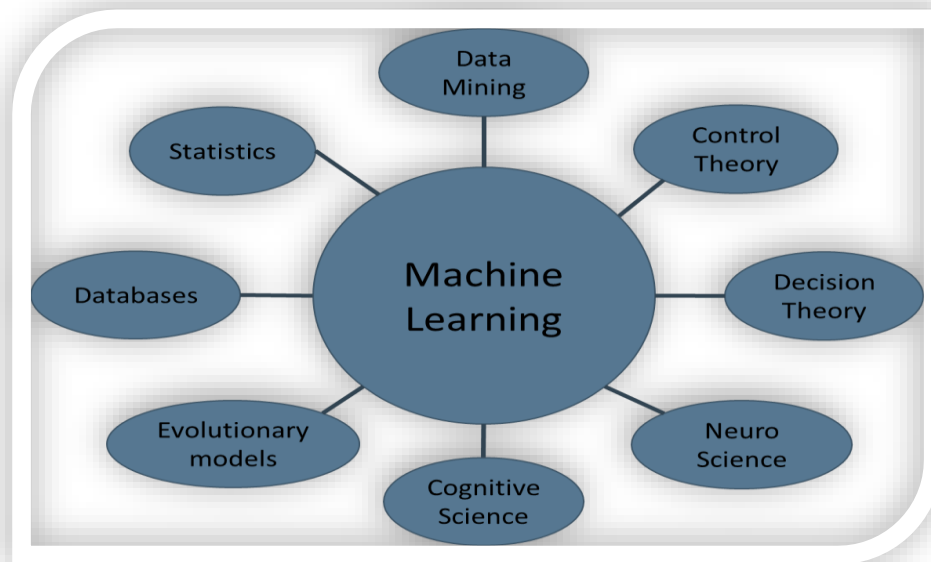 Data
Mining
Control
Theory
Statistics
Machine
Learning
Databases
Decision
Theory
Evolutionary
models
Neuro
Science
Cognitive
Science